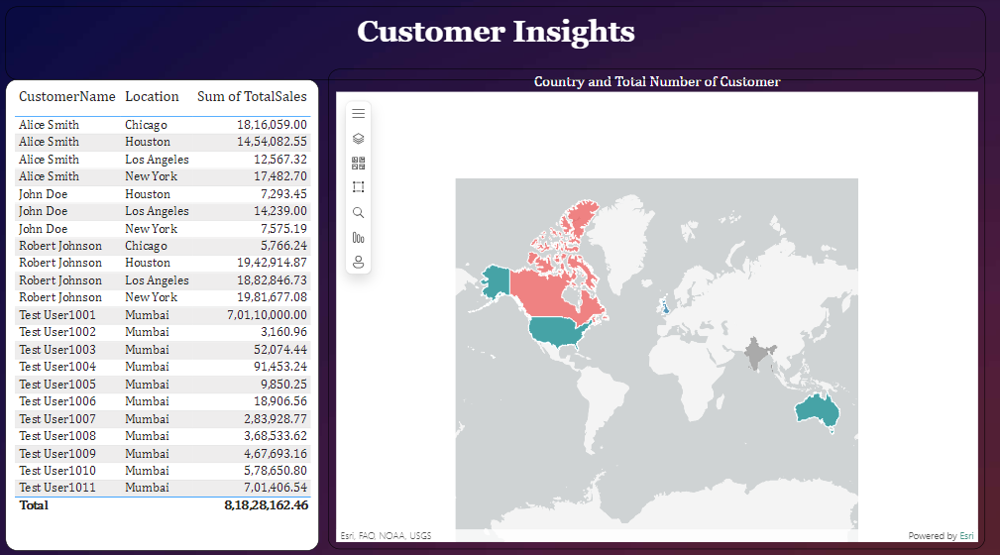 Customer Insights
CustomerName Location Sum of TotalSales
Alice Smith Chicago 18,16,059.00
Alice Smith Houston 14,54,082.55
Alice Smith Los Angeles 12,567.32
Alice Smith New York 17,482.70
John Doe Houston 7,293.45
John Doe Los Angeles 14,239.00
John Doe New York 7,575.19
Robert Johnson Chicago 5,766.24
Robert Johnson Houston 19,42,914.87
Robert Johnson Los Angeles 18,82,846.73
Robert Johnson New York 19,81,677.08
Test User1001 Mumbai 7,01,10,000.00
Test User1002 Mumbai 3,160.96
Test User1003 Mumbai 52,074.44
Test User1004 Mumbai 91,453.24
Test User1005 Mumbai 9,850.25
Test User1006 Mumbai 18,906.56
Test User1007 Mumbai 2,83,928.77
Test User1008 Mumbai 3,68,533.62
Test User1009 Mumbai 4,67,693.16
Test User1010 Mumbai 5,78,650.80
Test User1011 Mumbai 7,01,406.54
Total 8,18,28,162.46
Country and Total Number of Customer
Esri, FAO, NOAA, USGS
Powered by Esri